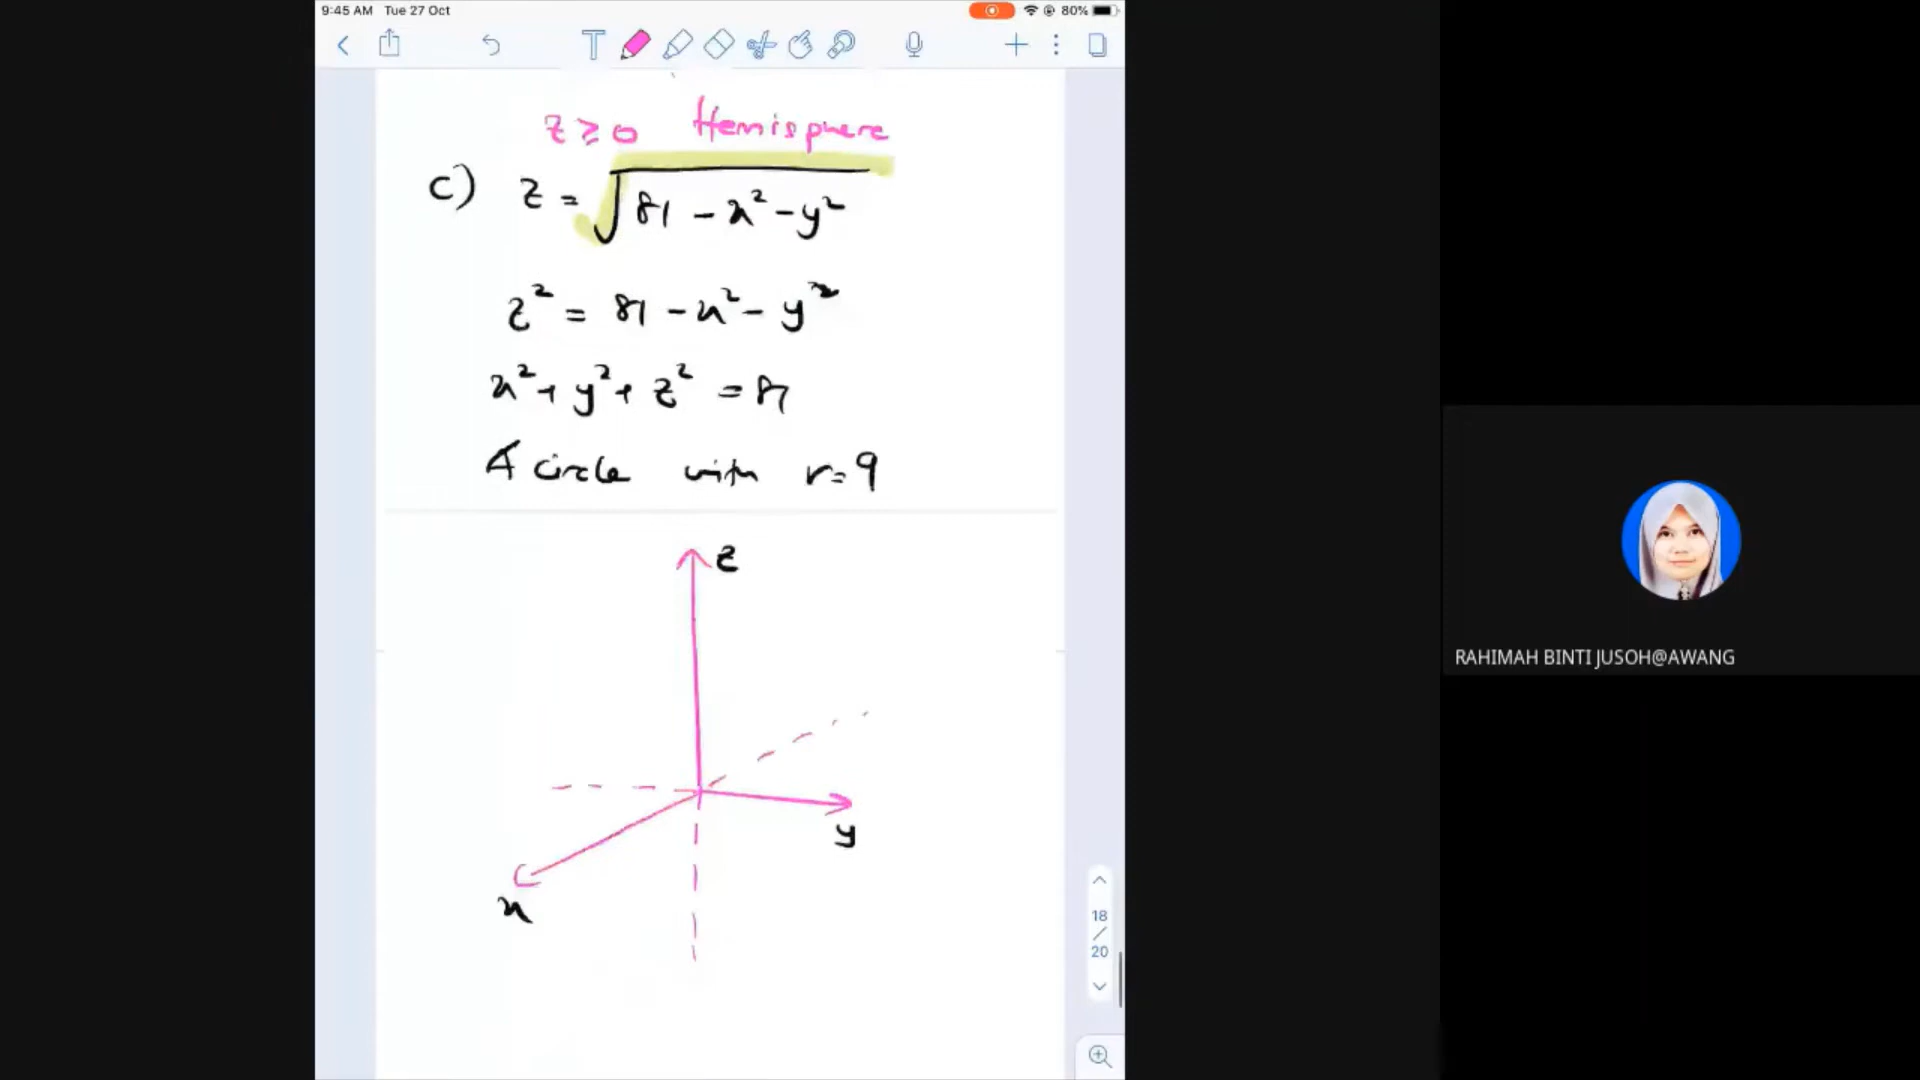 9:45 AM Tue 27 Oct
80%
T
z ≥ 0 Hemisphere
c) z = √81 - x² - y²
z² = 81 - x² - y²
x² + y² + z² = 81
A circle with r=9
z
y
x
18
/
20
RAHIMAH BINTI JUSOH@AWANG